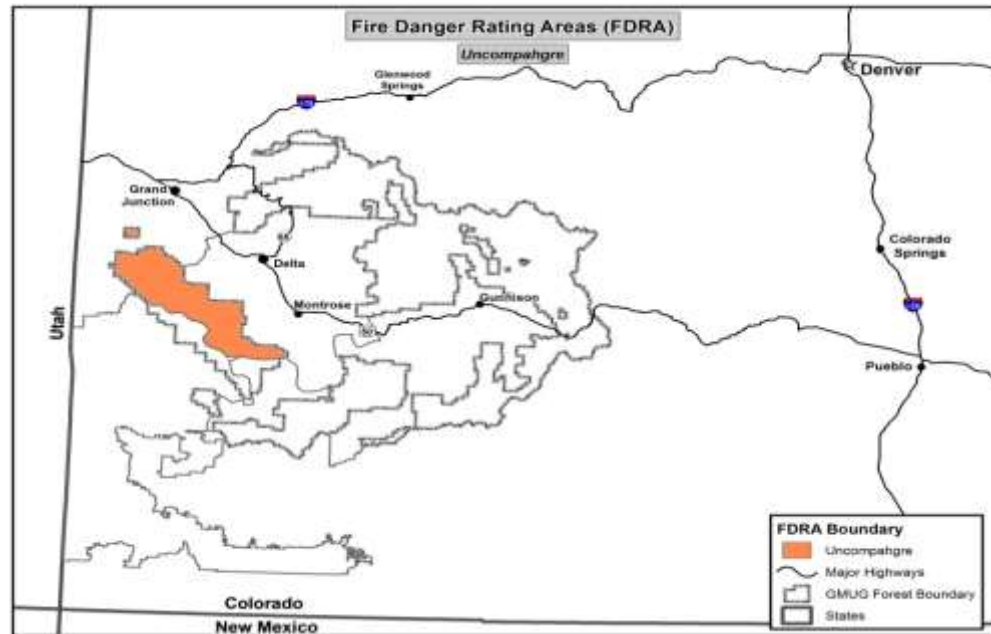 Fire Danger Rating Areas (FDRA)
Uncompahgre
Glenwood
Springs
Denver
Grand
Junction
Delta
Montrose
Gunnison
50
Colorado
Springs
Pueblo
Utah
Colorado
New Mexico
FDRA Boundary
Uncompahgre
Major Highways
GMUG Forest Boundary
States